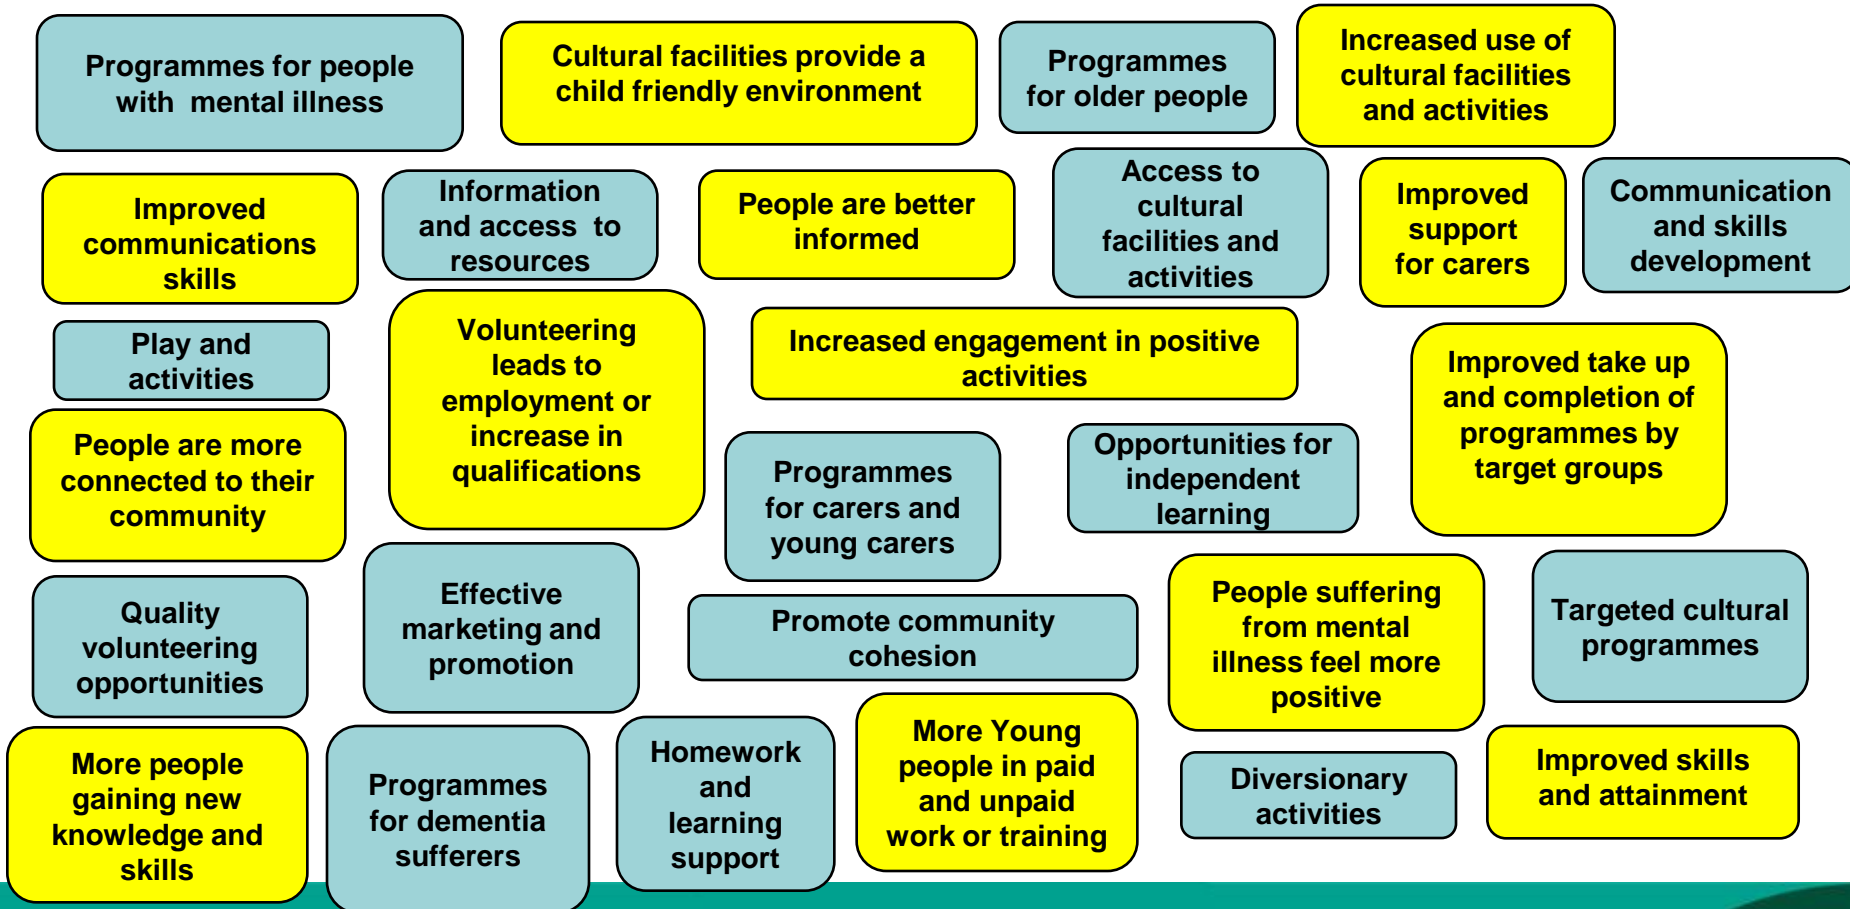 Programmes for people
with mental illness
Cultural facilities provide a
child friendly environment
Programmes
for older people
Increased use of
cultural facilities
and activities
Improved
communications
skills
Information
and access to
resources
People are better
informed
Access to
cultural
facilities and
activities
Improved
support
for carers
Communication
and skills
development
Play and
activities
Volunteering
leads to
employment or
increase in
qualifications
Increased engagement in positive
activities
Improved take up
and completion of
programmes by
target groups
People are more
connected to their
community
Programmes
for carers and
young carers
Opportunities for
independent
learning
Quality
volunteering
opportunities
Effective
marketing and
promotion
Promote community
cohesion
People suffering
from mental
illness feel more
positive
Targeted cultural
programmes
More people
gaining new
knowledge and
skills
Programmes
for dementia
sufferers
Homework
and
learning
support
More Young
people in paid
and unpaid
work or training
Diversionary
activities
Improved skills
and attainment